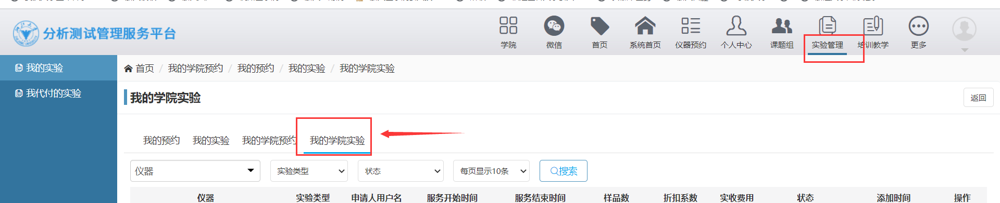 分析测试管理服务平台
学院 微信 首页 系统首页 仪器预约 个人中心 课题组 实验管理 培训教学 更多
我的实验
我代付的实验
首页 / 我的学院预约 / 我的预约 / 我的实验 / 我的学院实验
我的学院实验
返回
我的预约 我的实验 我的学院预约 我的学院实验
仪器 实验类型 状态 每页显示10条 搜索
仪器 实验类型 申请人用户名 服务开始时间 服务结束时间 样品数 折扣系数 实收费用 状态 添加时间 操作